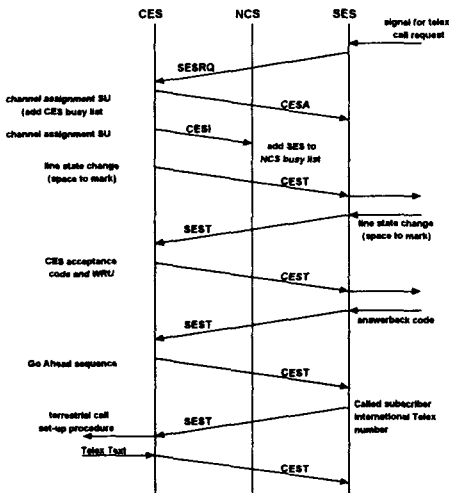 CES NCS SES
signal for telex
call request
SESRQ
channel assignment SU
(add CES busy list
CESA
channel assignment SU
CESI
add SES to
NCS busy list
line state change
(space to mark)
CEST
SEST
line state change
(space to mark)
CES acceptance
code and WRU
CEST
SEST
answerback code
Go Ahead sequence
CEST
Called subscriber
international Telex
number
SEST
terrestrial call
set-up procedure
Telex Text
CEST